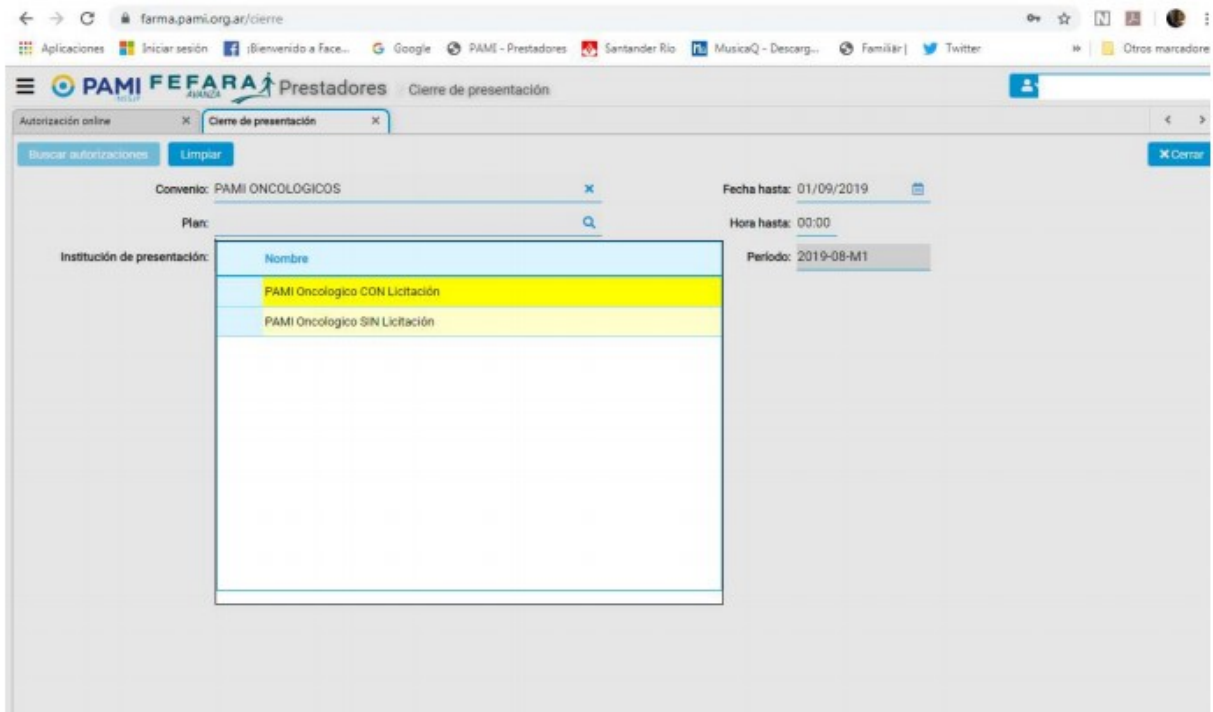 farma.pami.org.ar/cierre
Aplicaciones Iniciar sesión ¡Bienvenido a Face... G Google PAMI - Prestadores Santander Río MusicaQ - Descarg... Familiar | Twitter » Otros marcadore
PAMI FEFARA AVANZA Prestadores Cierre de presentación
Autorización online X Cierre de presentación X
Buscar autorizaciones Limpiar X Cerrar
Convenio: PAMI ONCOLOGICOS Fecha hasta: 01/09/2019
Plan: Hora hasta: 00:00
Institución de presentación: Nombre Período: 2019-08-M1
PAMI Oncologico CON Licitación
PAMI Oncologico SIN Licitación